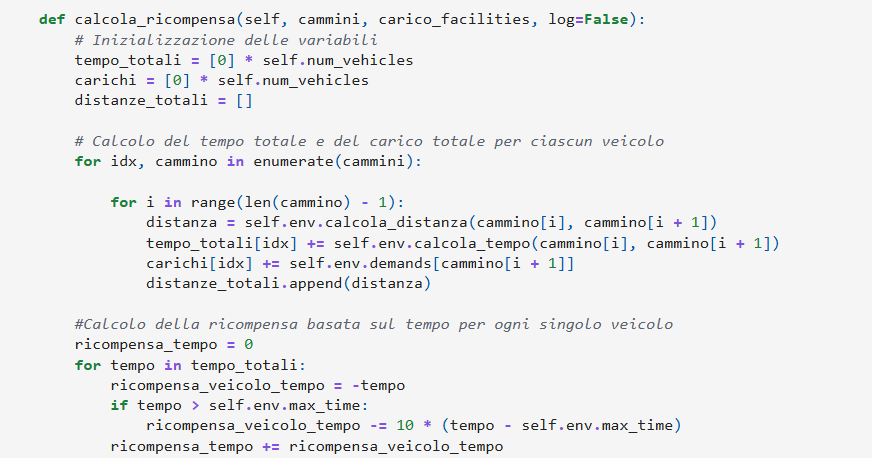 def calcola_ricompensa(self, cammini, carico_facilities, log=False):
# Inizializzazione delle variabili
tempo_totali = [0] * self.num_vehicles
carichi = [0] * self.num_vehicles
distanze_totali = []
# Calcolo del tempo totale e del carico totale per ciascun veicolo
for idx, cammino in enumerate(cammini):
for i in range(len(cammino) - 1):
distanza = self.env.calcola_distanza(cammino[i], cammino[i + 1])
tempo_totali[idx] += self.env.calcola_tempo(cammino[i], cammino[i + 1])
carichi[idx] += self.env.demands[cammino[i + 1]]
distanze_totali.append(distanza)
#Calcolo della ricompensa basata sul tempo per ogni singolo veicolo
ricompensa_tempo = 0
for tempo in tempo_totali:
ricompensa_veicolo_tempo = -tempo
if tempo > self.env.max_time:
ricompensa_veicolo_tempo -= 10 * (tempo - self.env.max_time)
ricompensa_tempo += ricompensa_veicolo_tempo